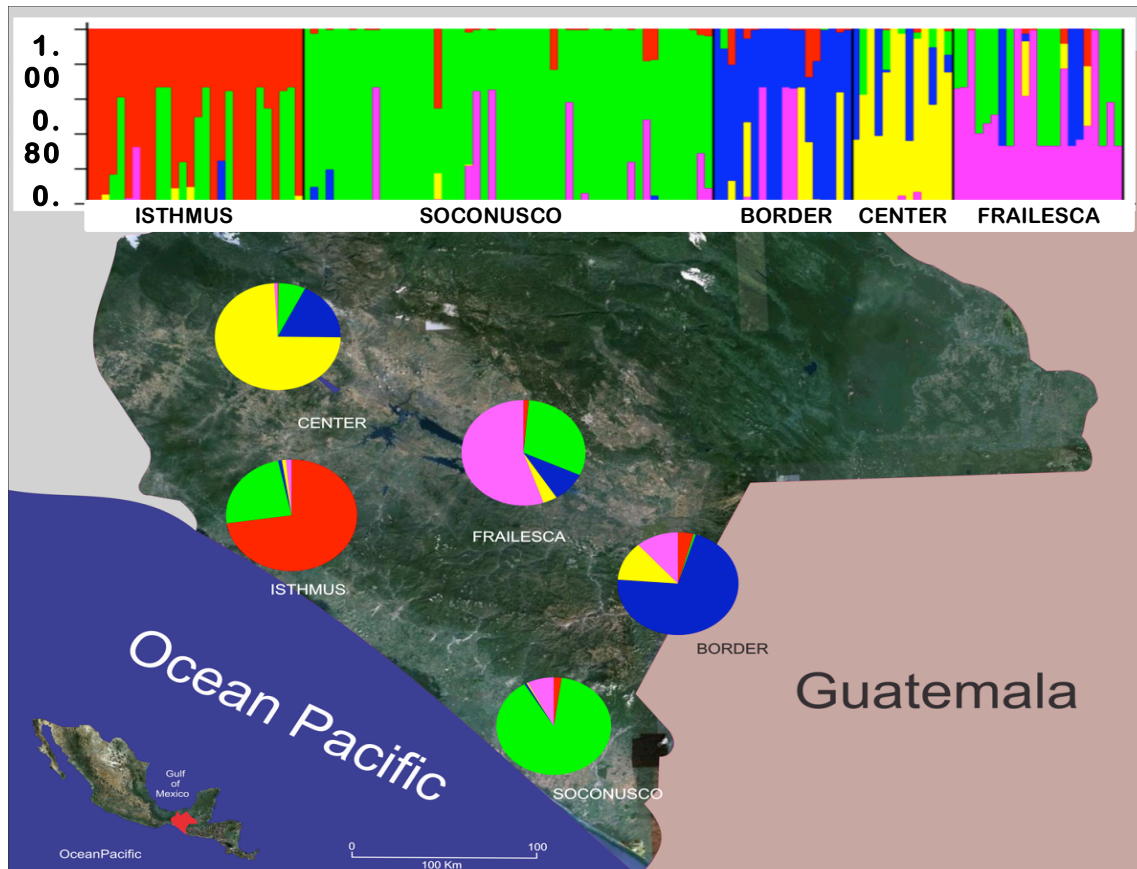 1.
00
0.
80
0.
ISTHMUS SOCONUSCO BORDER CENTER FRAILESCA
CENTER
FRAILESCA
ISTHMUS
BORDER
Ocean Pacific
Guatemala
SOCONUSCO
Gulf
of
Mexico
OceanPacific
0 100
100 Km